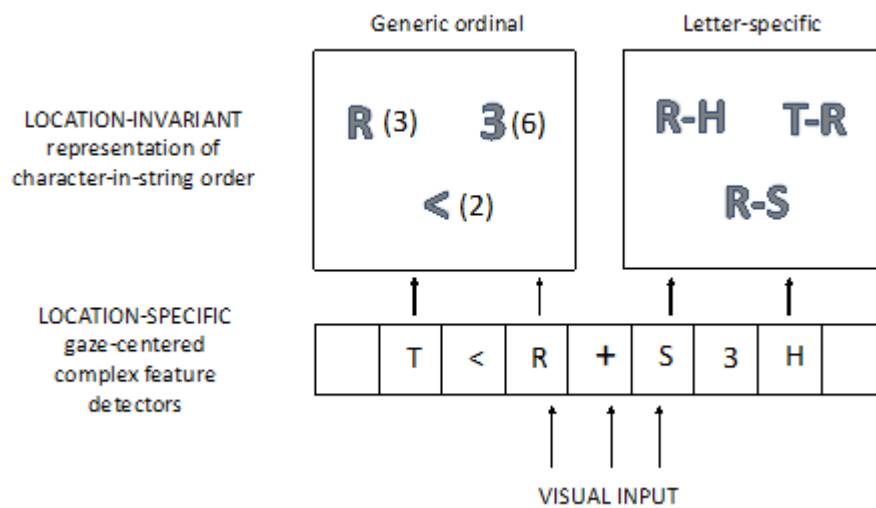 Generic ordinal
Letter-specific
LOCATION-INVARIANT
representation of
character-in-string order
R (3) 3 (6)
< (2)
R-H T-R
R-S
LOCATION-SPECIFIC
gaze-centered
complex feature
detectors
T < R + S 3 H
VISUAL INPUT